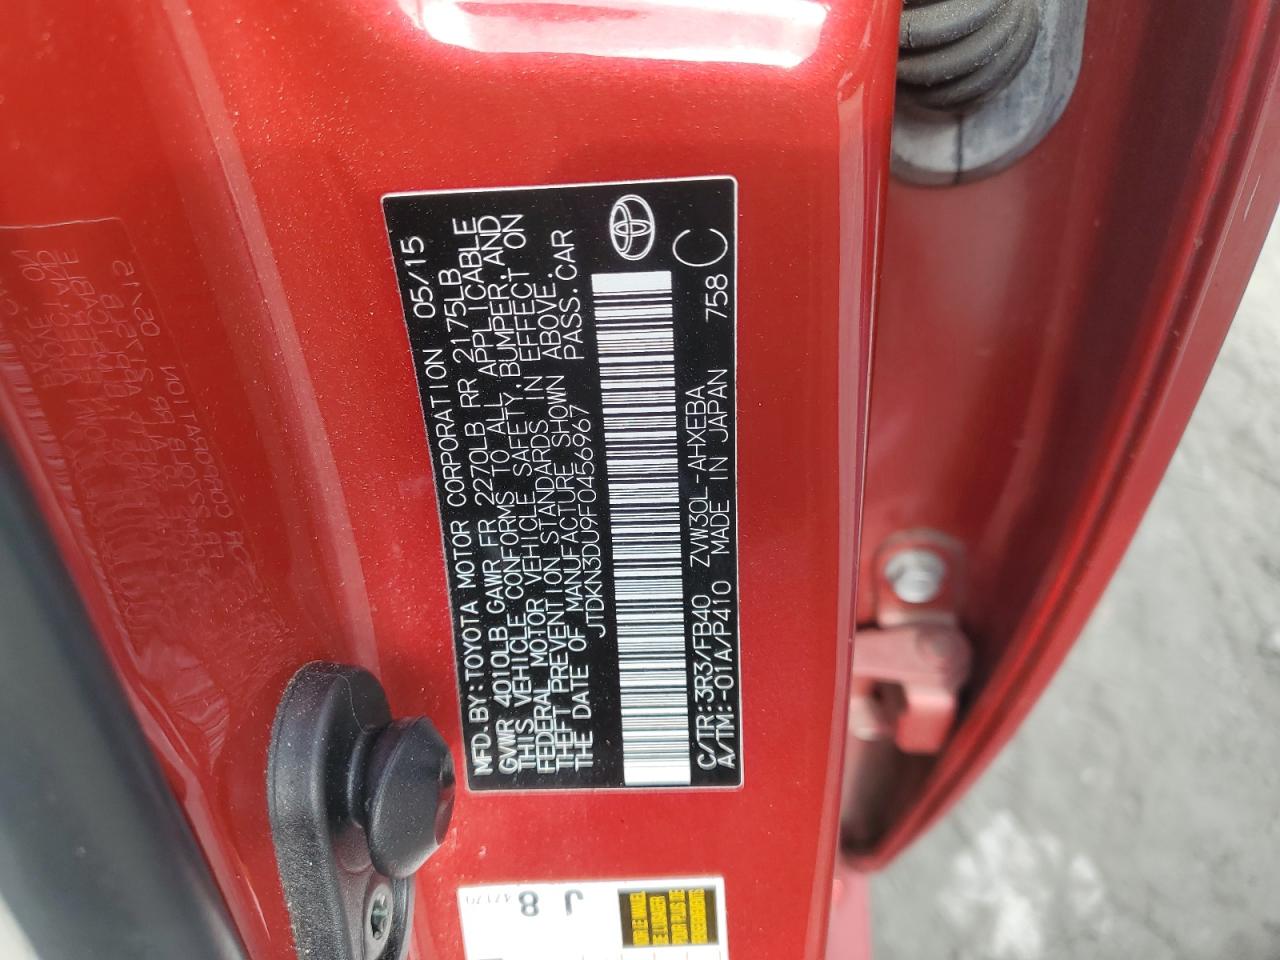 MFD.BY:TOYOTA MOTOR CORPORATION 05/15
GVWR 4010LB GAWR FR 2270LB RR 2175LB
THIS VEHICLE CONFORMS TO ALL APPLICABLE
FEDERAL MOTOR VEHICLE SAFETY,BUMPER,AND
THEFT PREVENTION STANDARDS IN EFFECT ON
THE DATE OF MANUFACTURE SHOWN ABOVE.
JTDKN3DU9F0456967 PASS.CAR
C/TR:3R3/FB40 ZVW30L-AHXEBA 758
A/TM:-01A/P410 MADE IN JAPAN C
J 8
47170